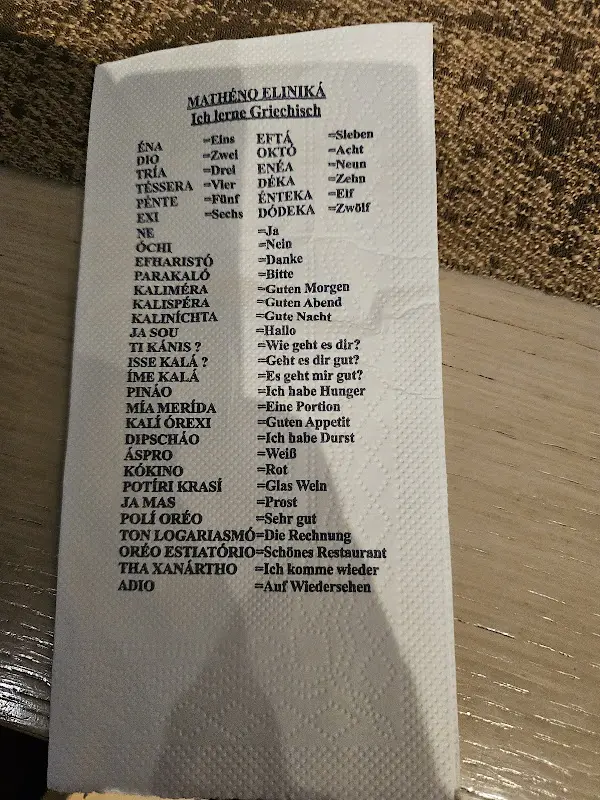 MATHÉNO ELINIKÁ
Ich lerne Griechisch
ÉNA =Eins EFTÁ =Sieben
DIO =Zwei OKTÓ =Acht
TRÍA =Drei ENÉA =Neun
TÉSSERA =Vier DÉKA =Zehn
PÉNTE =Fünf ÉNTEKA =Elf
EXI =Sechs DÓDEKA =Zwölf
NE =Ja
ÓCHI =Nein
EFHARISTÓ =Danke
PARAKALÓ =Bitte
KALIMÉRA =Guten Morgen
KALISPÉRA =Guten Abend
KALINÍCHTA =Gute Nacht
JA SOU =Hallo
TI KÁNIS ? =Wie geht es dir?
ISSE KALÁ ? =Geht es dir gut?
ÍME KALÁ =Es geht mir gut?
PINÁO =Ich habe Hunger
MÍA MERÍDA =Eine Portion
KALÍ ÓREXI =Guten Appetit
DIPSCHÁO =Ich habe Durst
ÁSPRO =Weiß
KÓKINO =Rot
POTÍRI KRASÍ =Glas Wein
JA MAS =Prost
POLÍ ORÉO =Sehr gut
TON LOGARIASMÓ=Die Rechnung
ORÉO ESTIATÓRIO=Schönes Restaurant
THA XANÁRTHO =Ich komme wieder
ADIO =Auf Wiedersehen